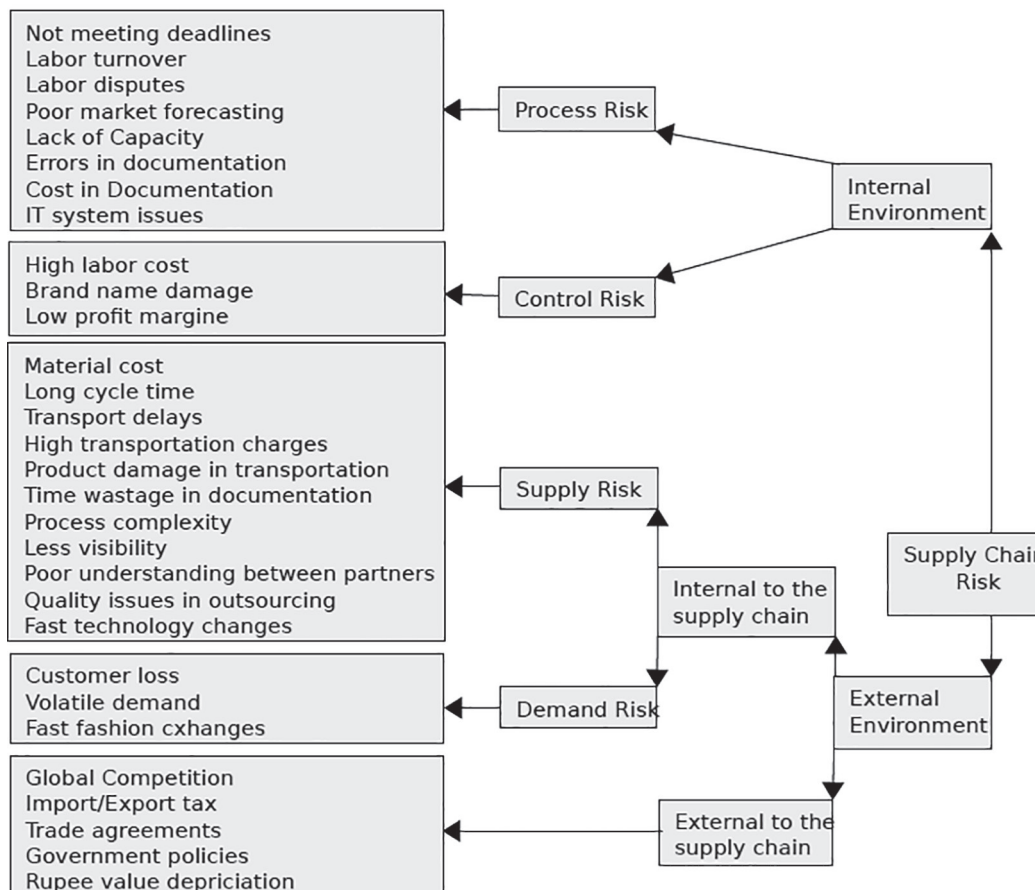 Not meeting deadlines
Labor turnover
Labor disputes
Poor market forecasting
Lack of Capacity
Errors in documentation
Cost in Documentation
IT system issues
Process Risk
Internal
Environment
High labor cost
Brand name damage
Low profit margine
Control Risk
Material cost
Long cycle time
Transport delays
High transportation charges
Product damage in transportation
Time wastage in documentation
Process complexity
Less visibility
Poor understanding between partners
Quality issues in outsourcing
Fast technology changes
Supply Risk
Supply Chain
Risk
Internal to the
supply chain
Customer loss
Volatile demand
Fast fashion cxhanges
Demand Risk
External
Environment
Global Competition
Import/Export tax
Trade agreements
Government policies
Rupee value depriciation
External to the
supply chain